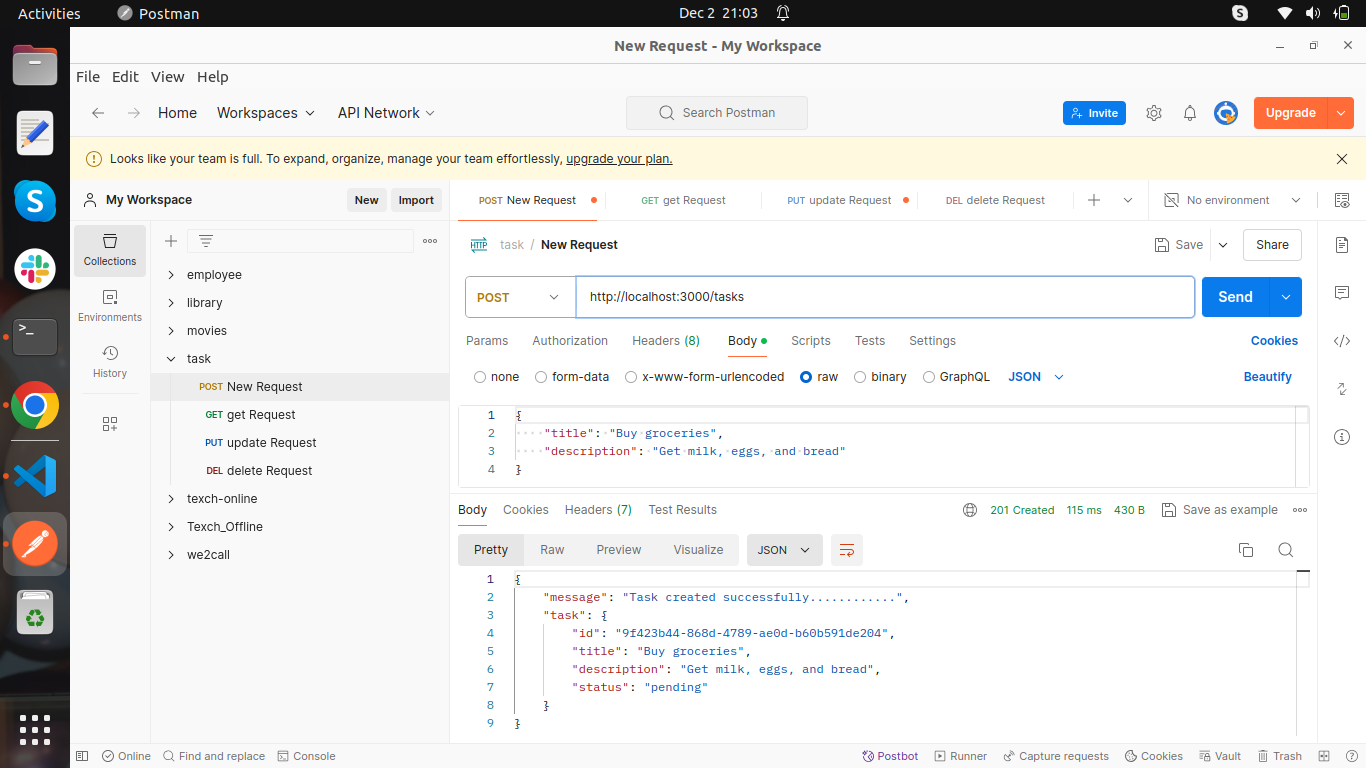 Activities Postman Dec 2 21:03
New Request - My Workspace
File Edit View Help
Home Workspaces API Network Search Postman Invite Upgrade
Looks like your team is full. To expand, organize, manage your team effortlessly, upgrade your plan.
My Workspace New Import
POST New Request GET get Request PUT update Request DEL delete Request No environment
Collections
Environments
History
employee
library
movies
task
POST New Request
GET get Request
PUT update Request
DEL delete Request
texch-online
Texch_Offline
we2call
HTTP task / New Request Save Share
POST http://localhost:3000/tasks Send
Params Authorization Headers (8) Body Scripts Tests Settings Cookies
none form-data x-www-form-urlencoded raw binary GraphQL JSON Beautify
1 {
2 ····"title":·"Buy·groceries",
3 ····"description":·"Get·milk,·eggs,·and·bread"
4 }
Body Cookies Headers (7) Test Results 201 Created 115 ms 430 B Save as example
Pretty Raw Preview Visualize JSON
1 {
2 "message": "Task created successfully............",
3 "task": {
4 "id": "9f423b44-868d-4789-ae0d-b60b591de204",
5 "title": "Buy groceries",
6 "description": "Get milk, eggs, and bread",
7 "status": "pending"
8 }
9 }
Online Find and replace Console Postbot Runner Capture requests Cookies Vault Trash